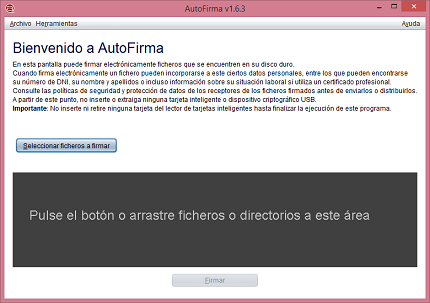 AutoFirma v1.6.3
Archivo Herramientas Ayuda
Bienvenido a AutoFirma
En esta pantalla puede firmar electrónicamente ficheros que se encuentren en su disco duro.
Cuando firma electrónicamente un fichero pueden incorporarse a este ciertos datos personales, entre los que pueden encontrarse
su número de DNI, su nombre y apellidos o incluso información sobre su situación laboral si utiliza un certificado profesional.
Consulte las políticas de seguridad y protección de datos de los receptores de los ficheros firmados antes de enviarlos o distribuirlos.
A partir de este punto, no inserte o extraiga ninguna tarjeta inteligente o dispositivo criptográfico USB.
Importante: No inserte ni retire ninguna tarjeta del lector de tarjetas inteligentes hasta finalizar la ejecución de este programa.
Seleccionar ficheros a firmar
Pulse el botón o arrastre ficheros o directorios a este área
Firmar